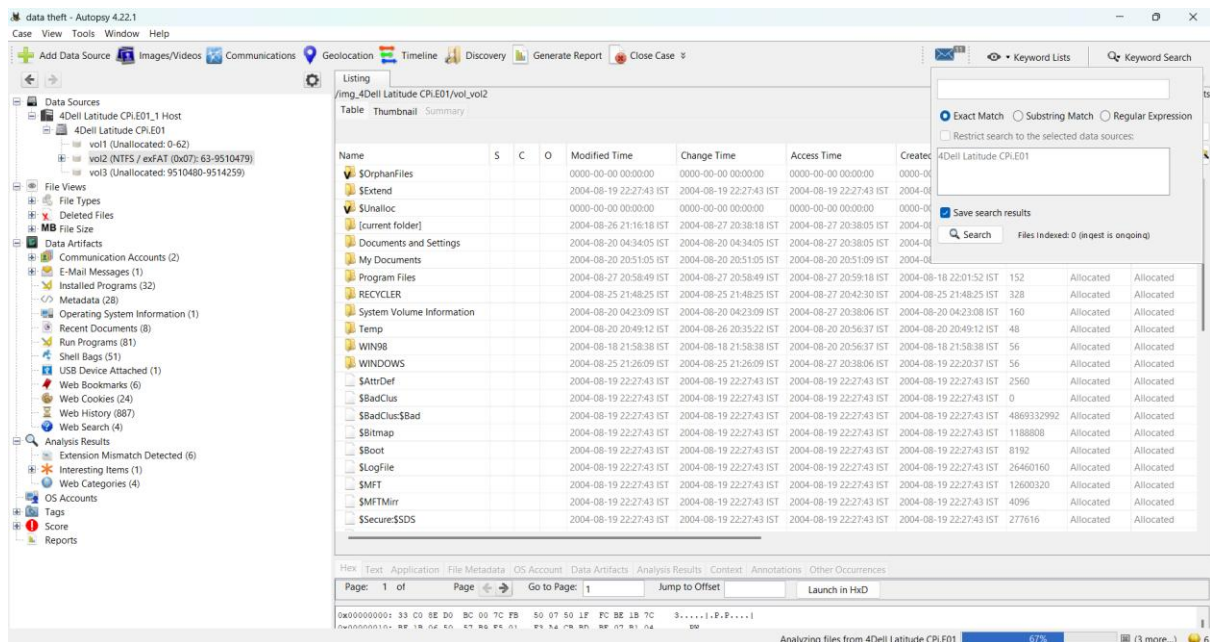 data theft - Autopsy 4.22.1
Case View Tools Window Help
Add Data Source Images/Videos Communications Geolocation Timeline Discovery Generate Report Close Case 11 Keyword Lists Keyword Search
Listing
/img_4Dell Latitude CPi.E01/vol_vol2
Table Thumbnail Summary
Exact Match Substring Match Regular Expression
Restrict search to the selected data sources:
4Dell Latitude CPi.E01
Save search results
Search Files Indexed: 0 (ingest is ongoing)
Data Sources
4Dell Latitude CPi.E01_1 Host
4Dell Latitude CPi.E01
vol1 (Unallocated: 0-62)
vol2 (NTFS / exFAT (0x07): 63-9510479)
vol3 (Unallocated: 9510480-9514259)
File Views
File Types
Deleted Files
MB File Size
Data Artifacts
Communication Accounts (2)
E-Mail Messages (1)
Installed Programs (32)
Metadata (28)
Operating System Information (1)
Recent Documents (8)
Run Programs (81)
Shell Bags (51)
USB Device Attached (1)
Web Bookmarks (6)
Web Cookies (24)
Web History (887)
Web Search (4)
Analysis Results
Extension Mismatch Detected (6)
Interesting Items (1)
Web Categories (4)
OS Accounts
Tags
Score
Reports
Name S C O Modified Time Change Time Access Time Created
$OrphanFiles 0000-00-00 00:00:00 0000-00-00 00:00:00 0000-00-00 00:00:00 0000-00
$Extend 2004-08-19 22:27:43 IST 2004-08-19 22:27:43 IST 2004-08-19 22:27:43 IST 2004-08
$Unalloc 0000-00-00 00:00:00 0000-00-00 00:00:00 0000-00-00 00:00:00 0000-00
[current folder] 2004-08-26 21:16:18 IST 2004-08-27 20:38:18 IST 2004-08-27 20:38:05 IST 2004-08
Documents and Settings 2004-08-20 04:34:05 IST 2004-08-20 04:34:05 IST 2004-08-27 20:38:05 IST 2004-08
My Documents 2004-08-20 20:51:05 IST 2004-08-20 20:51:05 IST 2004-08-20 20:51:09 IST 2004-08
Program Files 2004-08-27 20:58:49 IST 2004-08-27 20:58:49 IST 2004-08-27 20:59:18 IST 2004-08-18 22:01:52 IST 152 Allocated Allocated
RECYCLER 2004-08-25 21:48:25 IST 2004-08-25 21:48:25 IST 2004-08-27 20:42:30 IST 2004-08-25 21:48:25 IST 328 Allocated Allocated
System Volume Information 2004-08-20 04:23:09 IST 2004-08-20 04:23:09 IST 2004-08-27 20:38:06 IST 2004-08-20 04:23:08 IST 160 Allocated Allocated
Temp 2004-08-20 20:49:12 IST 2004-08-26 20:35:22 IST 2004-08-20 20:56:37 IST 2004-08-20 20:49:12 IST 48 Allocated Allocated
WIN98 2004-08-18 21:58:38 IST 2004-08-18 21:58:38 IST 2004-08-20 20:56:37 IST 2004-08-18 21:58:38 IST 56 Allocated Allocated
WINDOWS 2004-08-25 21:26:09 IST 2004-08-25 21:26:09 IST 2004-08-27 20:38:06 IST 2004-08-19 22:20:37 IST 56 Allocated Allocated
$AttrDef 2004-08-19 22:27:43 IST 2004-08-19 22:27:43 IST 2004-08-19 22:27:43 IST 2004-08-19 22:27:43 IST 2560 Allocated Allocated
$BadClus 2004-08-19 22:27:43 IST 2004-08-19 22:27:43 IST 2004-08-19 22:27:43 IST 2004-08-19 22:27:43 IST 0 Allocated Allocated
$BadClus:$Bad 2004-08-19 22:27:43 IST 2004-08-19 22:27:43 IST 2004-08-19 22:27:43 IST 2004-08-19 22:27:43 IST 4869332992 Allocated Allocated
$Bitmap 2004-08-19 22:27:43 IST 2004-08-19 22:27:43 IST 2004-08-19 22:27:43 IST 2004-08-19 22:27:43 IST 1188808 Allocated Allocated
$Boot 2004-08-19 22:27:43 IST 2004-08-19 22:27:43 IST 2004-08-19 22:27:43 IST 2004-08-19 22:27:43 IST 8192 Allocated Allocated
$LogFile 2004-08-19 22:27:43 IST 2004-08-19 22:27:43 IST 2004-08-19 22:27:43 IST 2004-08-19 22:27:43 IST 26460160 Allocated Allocated
$MFT 2004-08-19 22:27:43 IST 2004-08-19 22:27:43 IST 2004-08-19 22:27:43 IST 2004-08-19 22:27:43 IST 12600320 Allocated Allocated
$MFTMirr 2004-08-19 22:27:43 IST 2004-08-19 22:27:43 IST 2004-08-19 22:27:43 IST 2004-08-19 22:27:43 IST 4096 Allocated Allocated
$Secure:$SDS 2004-08-19 22:27:43 IST 2004-08-19 22:27:43 IST 2004-08-19 22:27:43 IST 2004-08-19 22:27:43 IST 277616 Allocated Allocated
Hex Text Application File Metadata OS Account Data Artifacts Analysis Results Context Annotations Other Occurrences
Page: 1 of Page Go to Page: 1 Jump to Offset Launch in HxD
0x00000000: 33 C0 8E D0 BC 00 7C FB 50 07 50 1F FC BE 1B 7C 3.....|.P.P....|
Analyzing files from 4Dell Latitude CPi.E01 67% (3 more...) 6